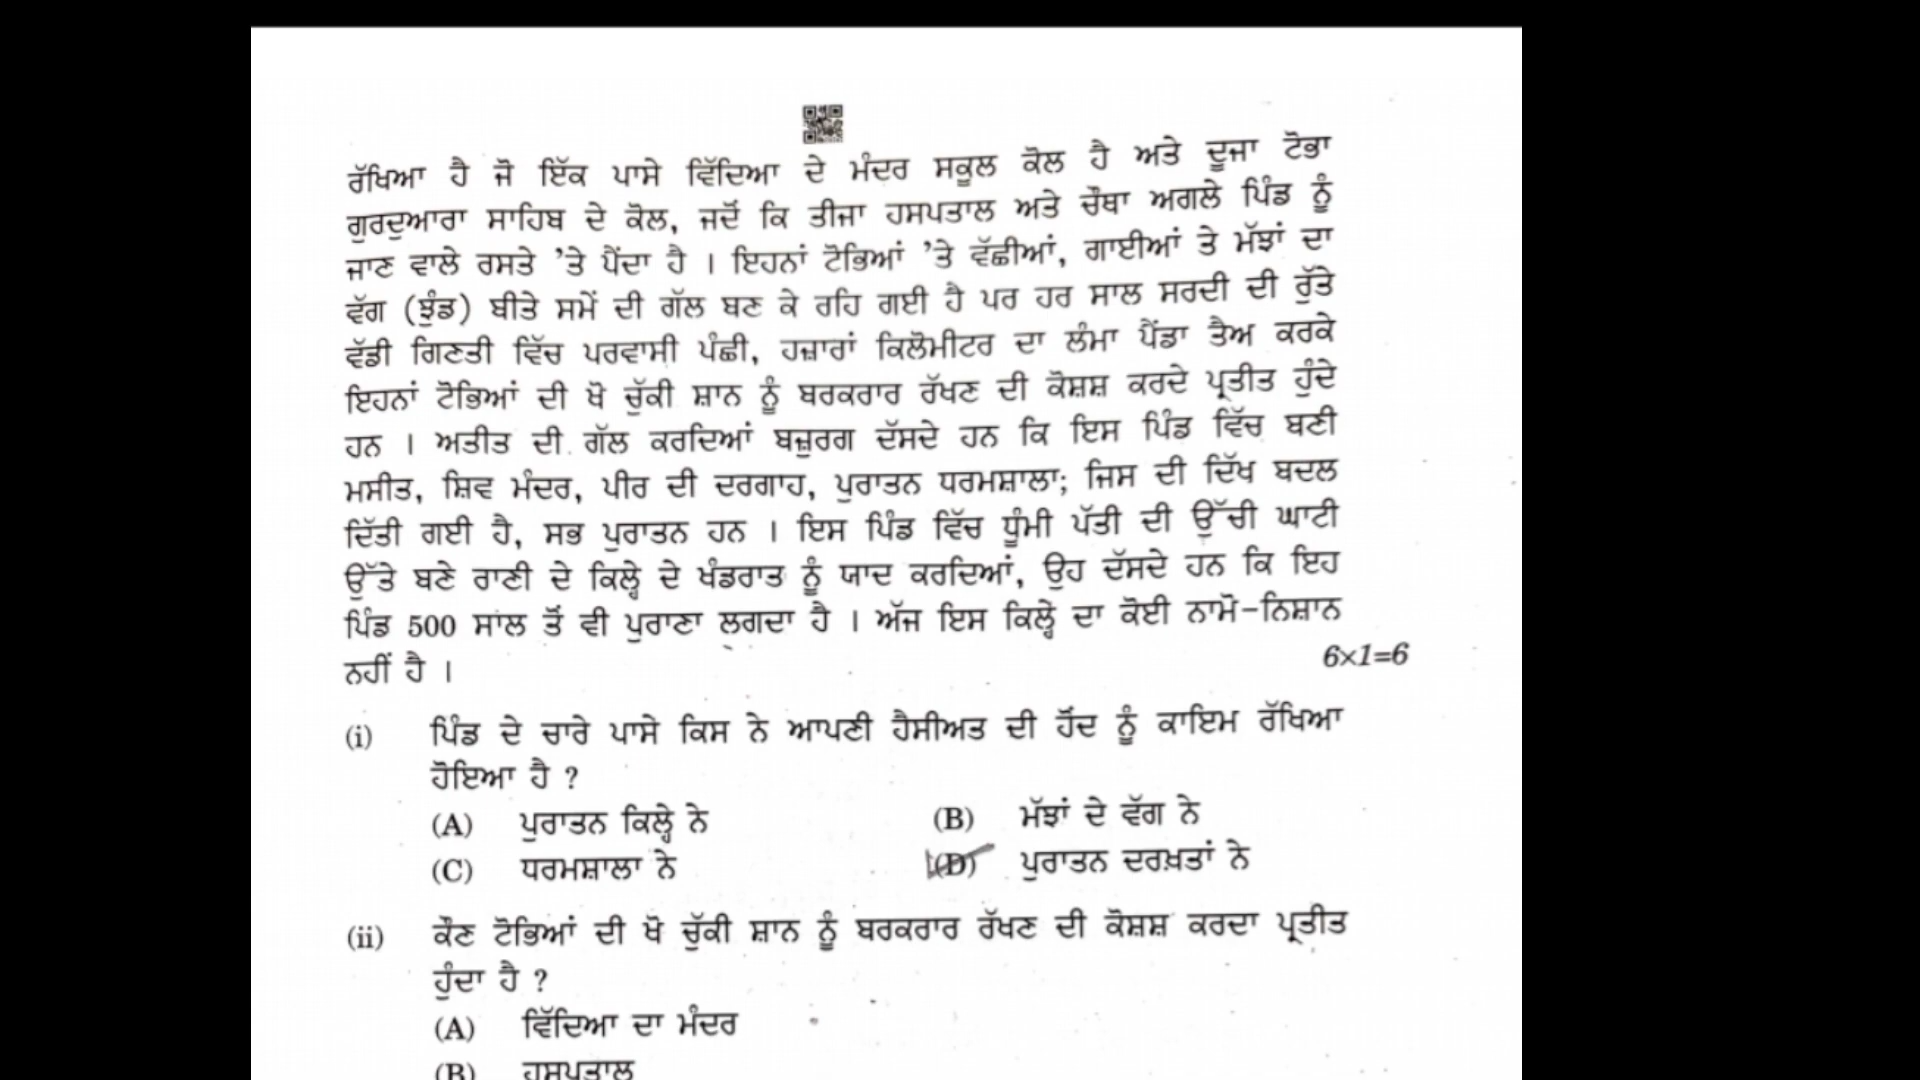 ਰੱਖਿਆ ਹੈ ਜੋ ਇੱਕ ਪਾਸੇ ਵਿੱਦਿਆ ਦੇ ਮੰਦਰ ਸਕੂਲ ਕੋਲ ਹੈ ਅਤੇ ਦੂਜਾ ਟੋਭਾ
ਗੁਰਦੁਆਰਾ ਸਾਹਿਬ ਦੇ ਕੋਲ, ਜਦੋਂ ਕਿ ਤੀਜਾ ਹਸਪਤਾਲ ਅਤੇ ਚੌਥਾ ਅਗਲੇ ਪਿੰਡ ਨੂੰ
ਜਾਣ ਵਾਲੇ ਰਸਤੇ ’ਤੇ ਪੈਂਦਾ ਹੈ । ਇਹਨਾਂ ਟੋਭਿਆਂ ’ਤੇ ਵੱਛੀਆਂ, ਗਾਈਆਂ ਤੇ ਮੱਝਾਂ ਦਾ
ਵੱਗ (ਝੁੰਡ) ਬੀਤੇ ਸਮੇਂ ਦੀ ਗੱਲ ਬਣ ਕੇ ਰਹਿ ਗਈ ਹੈ ਪਰ ਹਰ ਸਾਲ ਸਰਦੀ ਦੀ ਰੁੱਤੇ
ਵੱਡੀ ਗਿਣਤੀ ਵਿੱਚ ਪਰਵਾਸੀ ਪੰਛੀ, ਹਜ਼ਾਰਾਂ ਕਿਲੋਮੀਟਰ ਦਾ ਲੰਮਾ ਪੈਂਡਾ ਤੈਅ ਕਰਕੇ
ਇਹਨਾਂ ਟੋਭਿਆਂ ਦੀ ਖੋ ਚੁੱਕੀ ਸ਼ਾਨ ਨੂੰ ਬਰਕਰਾਰ ਰੱਖਣ ਦੀ ਕੋਸ਼ਸ਼ ਕਰਦੇ ਪ੍ਰਤੀਤ ਹੁੰਦੇ
ਹਨ । ਅਤੀਤ ਦੀ ਗੱਲ ਕਰਦਿਆਂ ਬਜ਼ੁਰਗ ਦੱਸਦੇ ਹਨ ਕਿ ਇਸ ਪਿੰਡ ਵਿੱਚ ਬਣੀ
ਮਸੀਤ, ਸ਼ਿਵ ਮੰਦਰ, ਪੀਰ ਦੀ ਦਰਗਾਹ, ਪੁਰਾਤਨ ਧਰਮਸ਼ਾਲਾ; ਜਿਸ ਦੀ ਦਿੱਖ ਬਦਲ
ਦਿੱਤੀ ਗਈ ਹੈ, ਸਭ ਪੁਰਾਤਨ ਹਨ । ਇਸ ਪਿੰਡ ਵਿੱਚ ਧੂੰਮੀ ਪੱਤੀ ਦੀ ਉੱਚੀ ਘਾਟੀ
ਉੱਤੇ ਬਣੇ ਰਾਣੀ ਦੇ ਕਿਲ੍ਹੇ ਦੇ ਖੰਡਰਾਤ ਨੂੰ ਯਾਦ ਕਰਦਿਆਂ, ਉਹ ਦੱਸਦੇ ਹਨ ਕਿ ਇਹ
ਪਿੰਡ 500 ਸਾਲ ਤੋਂ ਵੀ ਪੁਰਾਣਾ ਲਗਦਾ ਹੈ । ਅੱਜ ਇਸ ਕਿਲ੍ਹੇ ਦਾ ਕੋਈ ਨਾਮੋ-ਨਿਸ਼ਾਨ
ਨਹੀਂ ਹੈ । 6×1=6
(i) ਪਿੰਡ ਦੇ ਚਾਰੇ ਪਾਸੇ ਕਿਸ ਨੇ ਆਪਣੀ ਹੈਸੀਅਤ ਦੀ ਹੋਂਦ ਨੂੰ ਕਾਇਮ ਰੱਖਿਆ
ਹੋਇਆ ਹੈ ?
(A) ਪੁਰਾਤਨ ਕਿਲ੍ਹੇ ਨੇ (B) ਮੱਝਾਂ ਦੇ ਵੱਗ ਨੇ
(C) ਧਰਮਸ਼ਾਲਾ ਨੇ (D) ਪੁਰਾਤਨ ਦਰਖ਼ਤਾਂ ਨੇ
(ii) ਕੌਣ ਟੋਭਿਆਂ ਦੀ ਖੋ ਚੁੱਕੀ ਸ਼ਾਨ ਨੂੰ ਬਰਕਰਾਰ ਰੱਖਣ ਦੀ ਕੋਸ਼ਸ਼ ਕਰਦਾ ਪ੍ਰਤੀਤ
ਹੁੰਦਾ ਹੈ ?
(A) ਵਿੱਦਿਆ ਦਾ ਮੰਦਰ
(B) ਹਸਪਤਾਲ